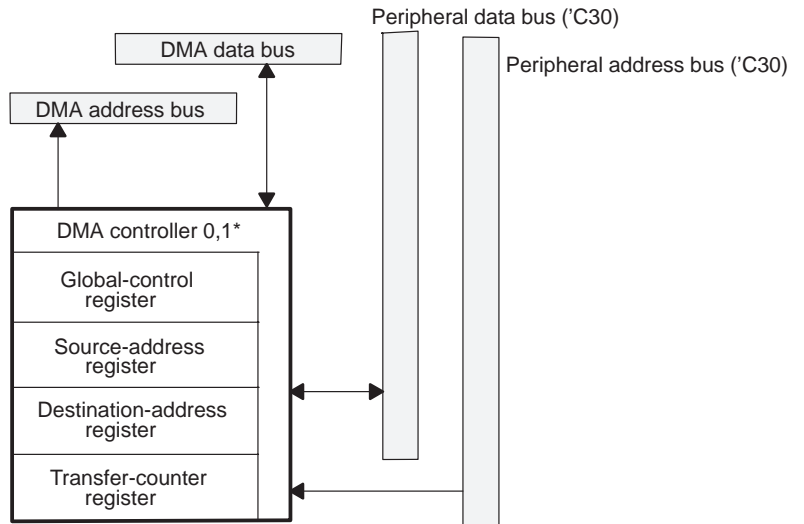 Peripheral data bus ('C30)
DMA data bus
Peripheral address bus ('C30)
DMA address bus
DMA controller 0,1*
Global-control
register
Source-address
register
Destination-address
register
Transfer-counter
register